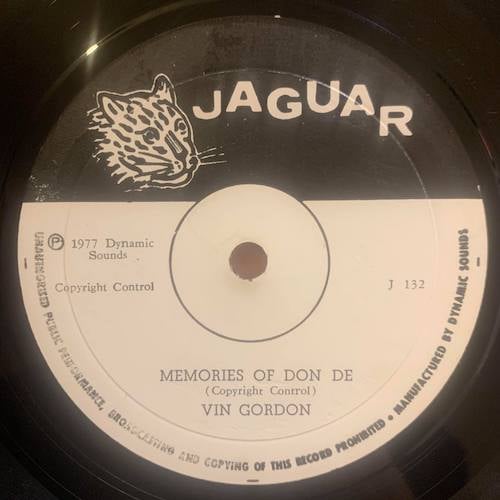 JAGUAR
Ⓟ 1977 Dynamic
Sounds
Copyright Control
J 132
MEMORIES OF DON DE
(Copyright Control)
VIN GORDON
UNAUTHORISED PUBLIC PERFORMANCE, BROADCASTING AND COPYING OF THIS RECORD PROHIBITED • MANUFACTURED BY DYNAMIC SOUNDS